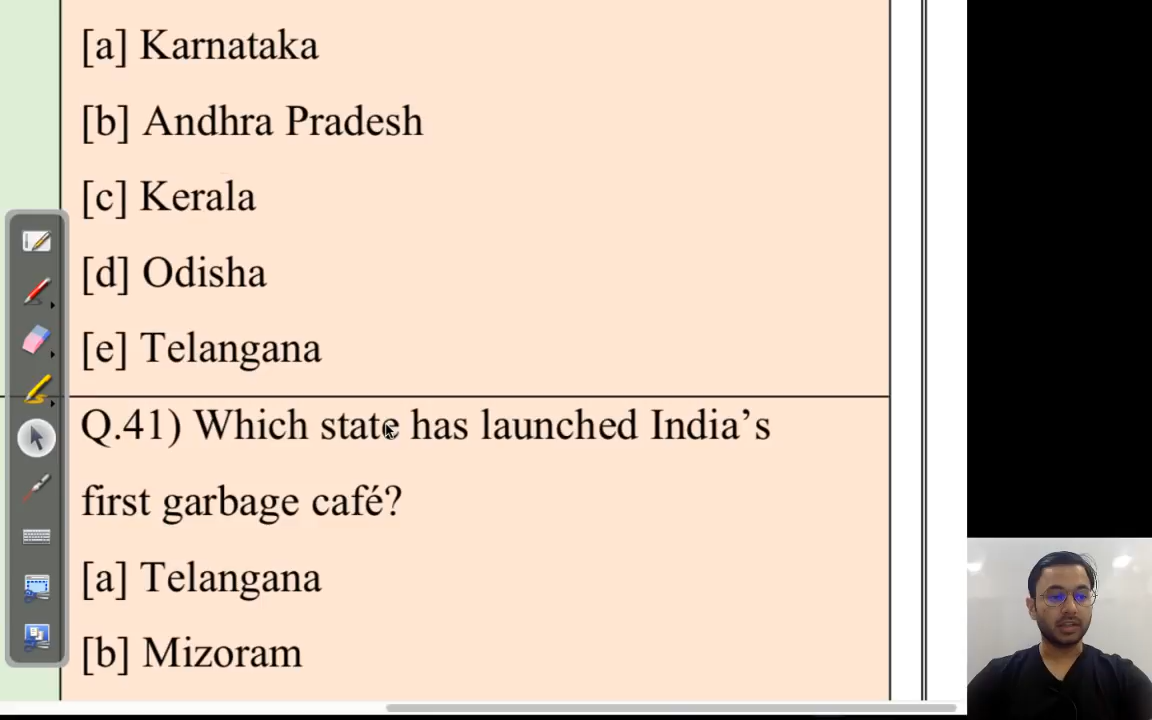 [a] Karnataka
[b] Andhra Pradesh
[c] Kerala
[d] Odisha
[e] Telangana
Q.41) Which state has launched India’s
first garbage café?
[a] Telangana
[b] Mizoram